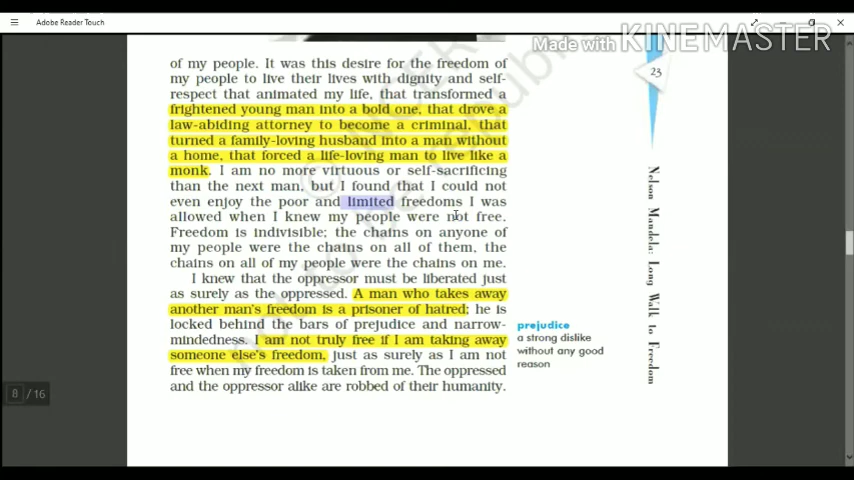 Adobe Reader Touch
Made with KINEMASTER
of my people. It was this desire for the freedom of
my people to live their lives with dignity and self-
respect that animated my life, that transformed a
frightened young man into a bold one, that drove a
law-abiding attorney to become a criminal, that
turned a family-loving husband into a man without
a home, that forced a life-loving man to live like a
monk. I am no more virtuous or self-sacrificing
than the next man, but I found that I could not
even enjoy the poor and limited freedoms I was
allowed when I knew my people were not free.
Freedom is indivisible; the chains on anyone of
my people were the chains on all of them, the
chains on all of my people were the chains on me.
I knew that the oppressor must be liberated just
as surely as the oppressed. A man who takes away
another man's freedom is a prisoner of hatred; he is
locked behind the bars of prejudice and narrow-
mindedness. I am not truly free if I am taking away
someone else's freedom, just as surely as I am not
free when my freedom is taken from me. The oppressed
and the oppressor alike are robbed of their humanity.
prejudice
a strong dislike
without any good
reason
23
Nelson Mandela: Long Walk to Freedom
8 / 16